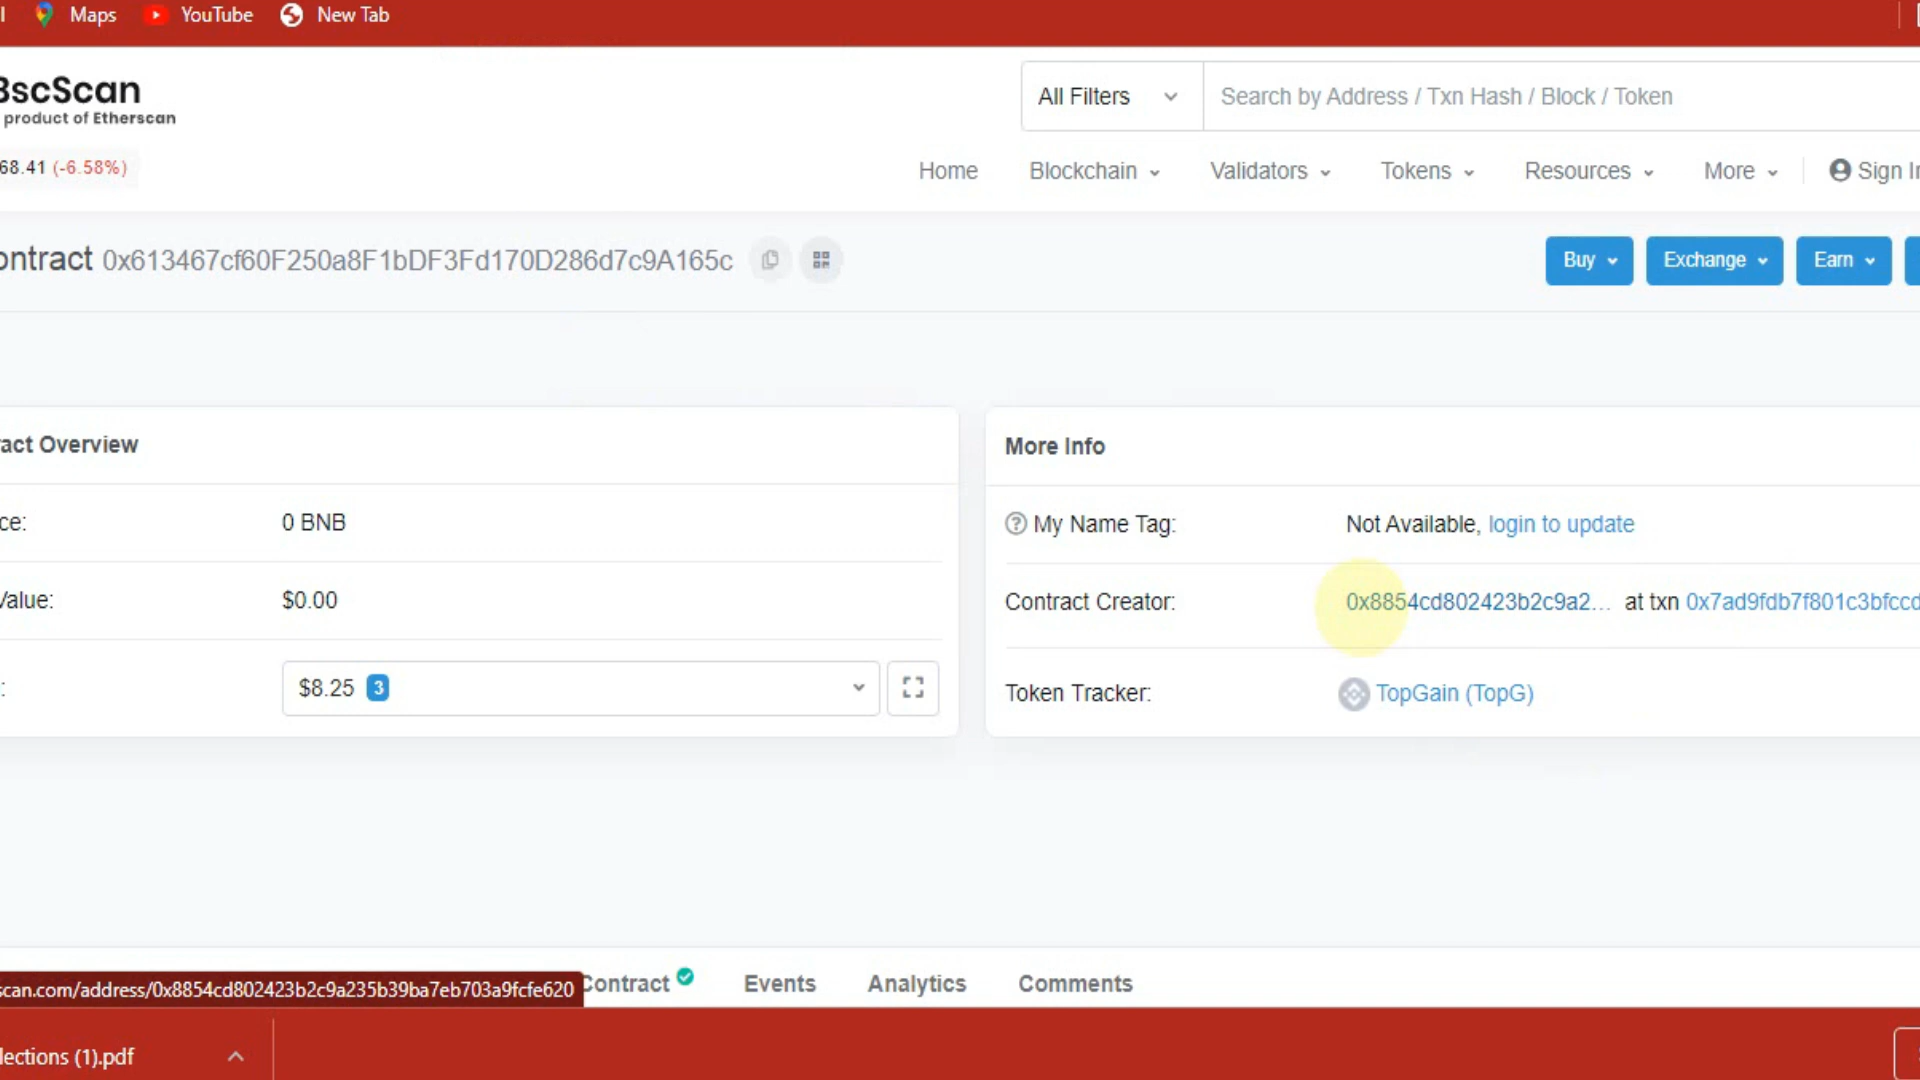 Maps YouTube New Tab
BscScan
product of Etherscan
All Filters Search by Address / Txn Hash / Block / Token
68.41 (-6.58%)
Home Blockchain Validators Tokens Resources More Sign In
ontract 0x613467cf60F250a8F1bDF3Fd170D286d7c9A165c
Buy Exchange Earn
ract Overview
More Info
ce: 0 BNB
My Name Tag: Not Available, login to update
Value: $0.00
Contract Creator: 0x8854cd802423b2c9a2... at txn 0x7ad9fdb7f801c3bfccd
: $8.25 3
Token Tracker: TopGain (TopG)
Contract Events Analytics Comments
scan.com/address/0x8854cd802423b2c9a235b39ba7eb703a9fcfe620
lections (1).pdf